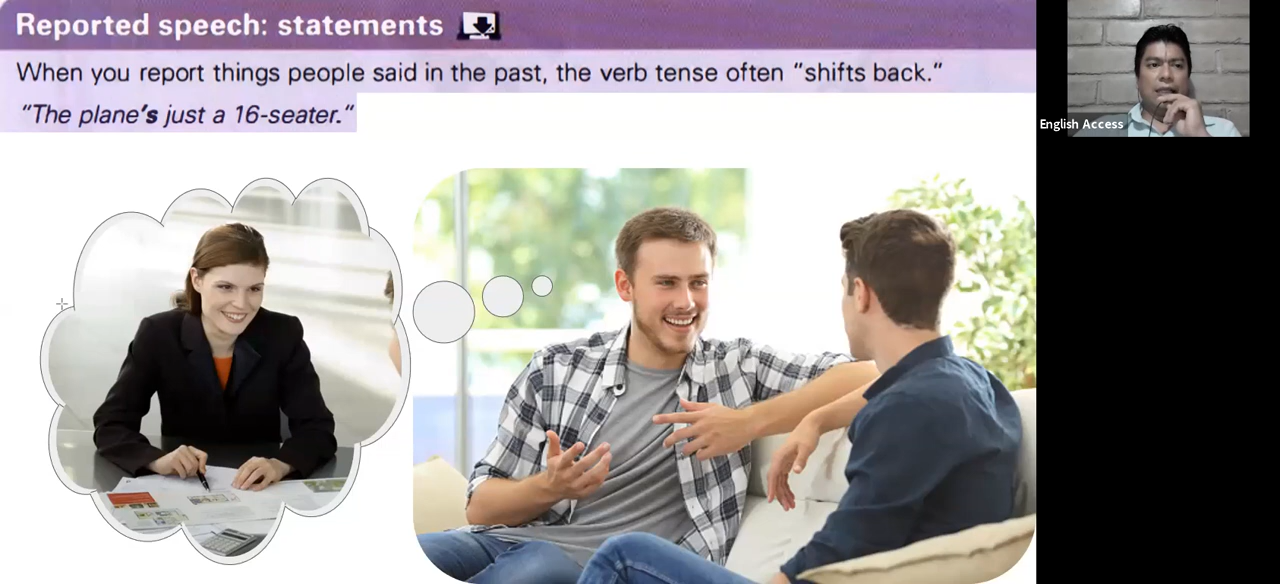 Reported speech: statements
When you report things people said in the past, the verb tense often "shifts back."
"The plane's just a 16-seater."
English Access